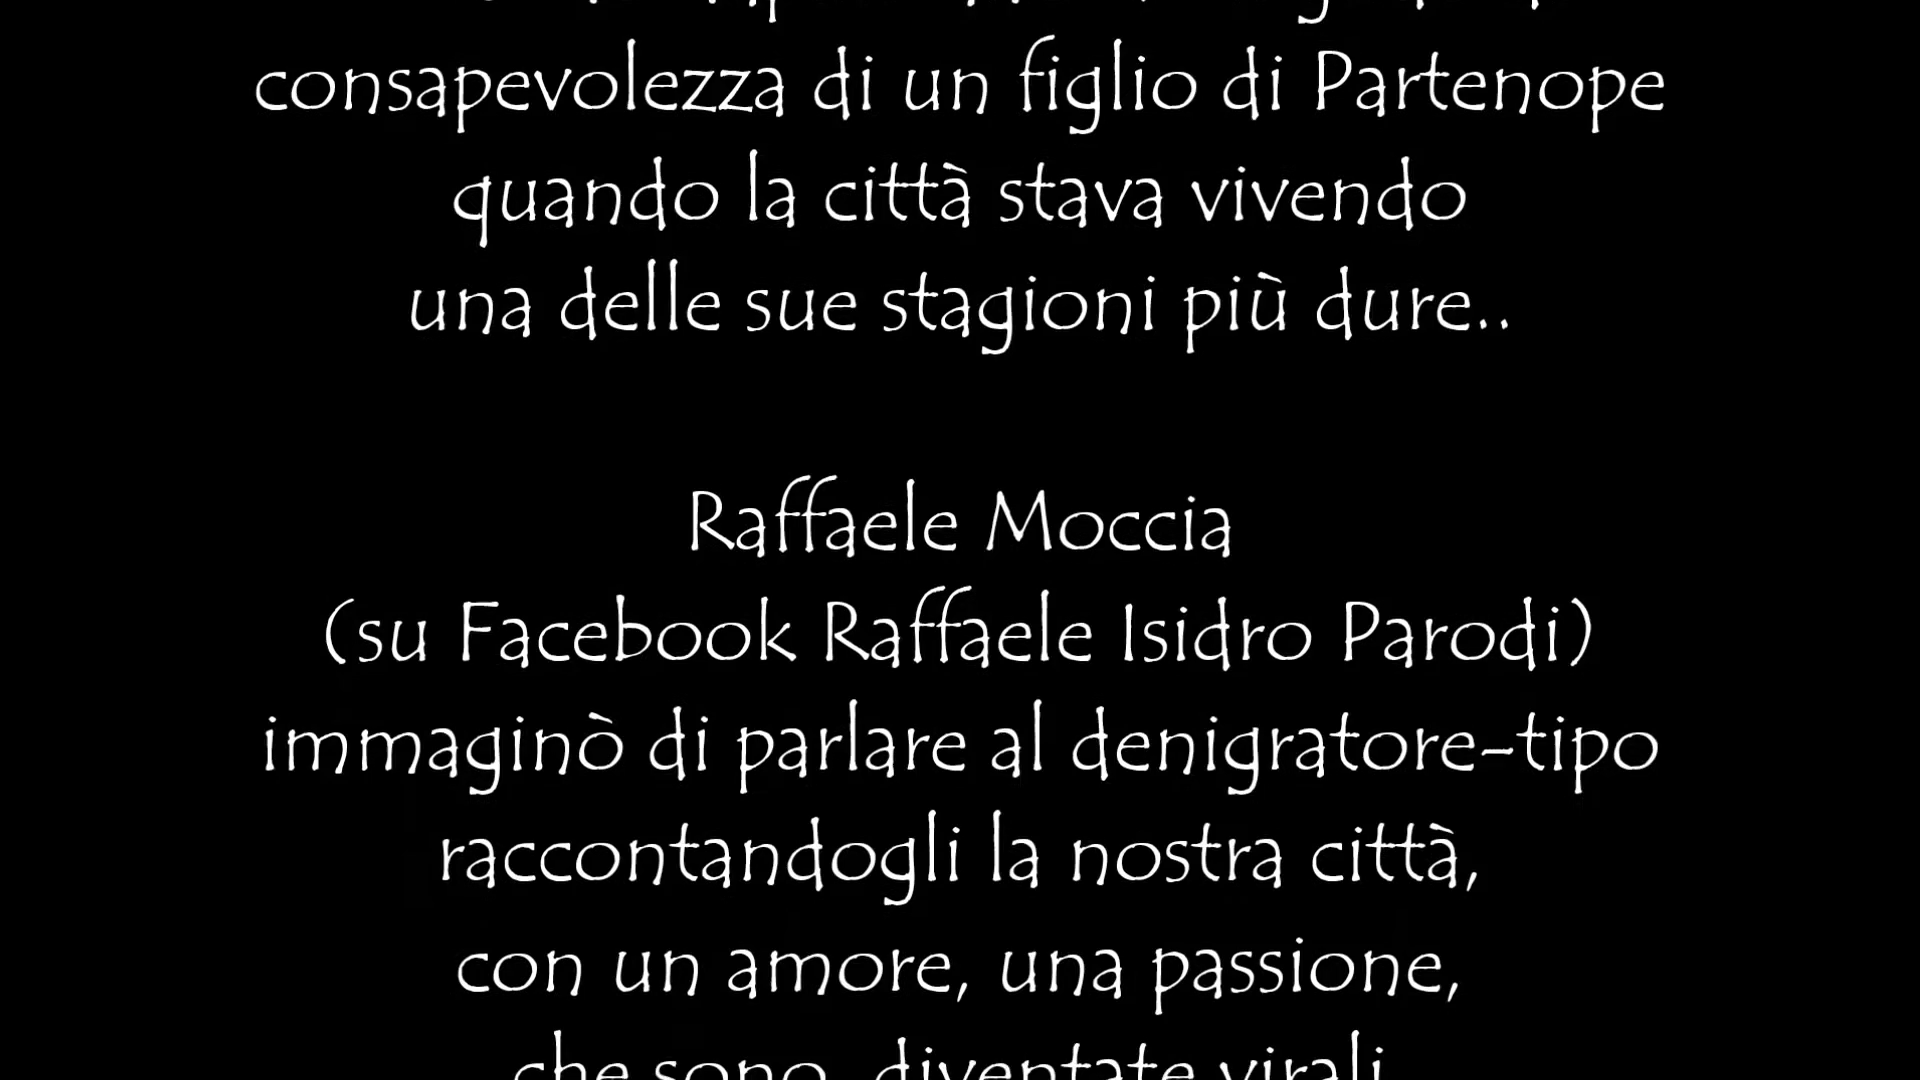 consapevolezza di un figlio di Partenope
quando la città stava vivendo
una delle sue stagioni più dure..
Raffaele Moccia
(su Facebook Raffaele Isidro Parodi)
immaginò di parlare al denigratore-tipo
raccontandogli la nostra città,
con un amore, una passione,
che sono diventate virali